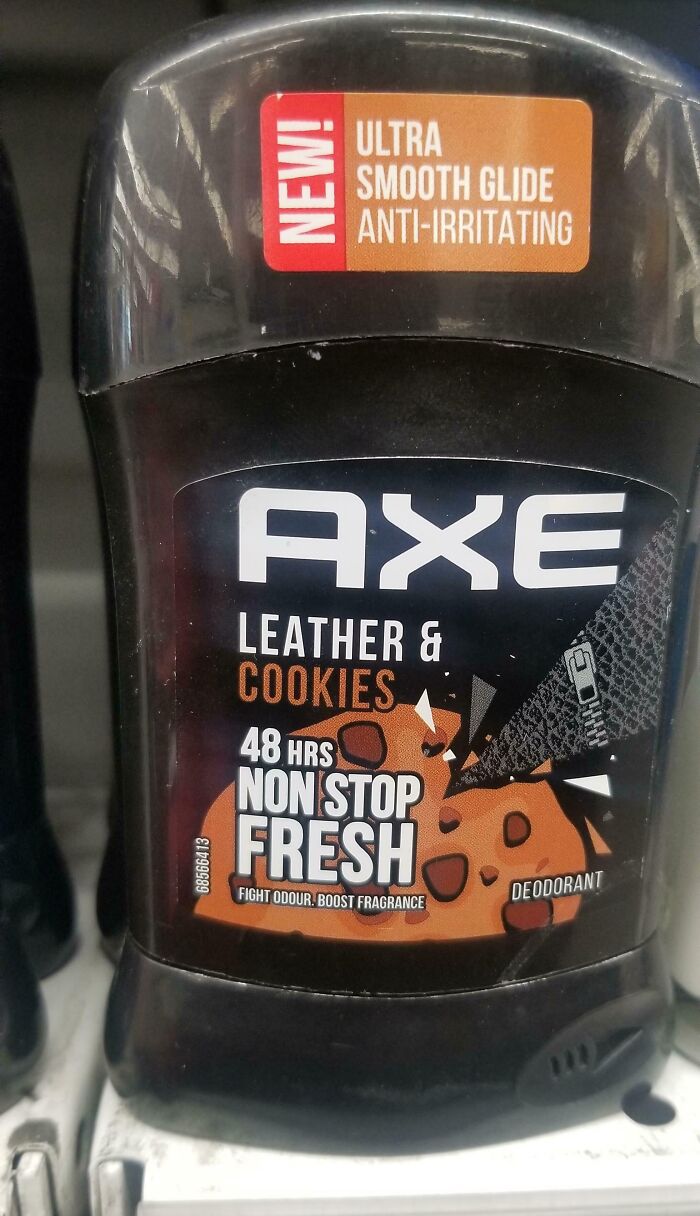 NEW!
ULTRA
SMOOTH GLIDE
ANTI-IRRITATING
AXE
LEATHER &
COOKIES
48 HRS
NON STOP
FRESH
FIGHT ODOUR. BOOST FRAGRANCE
DEODORANT
68566413